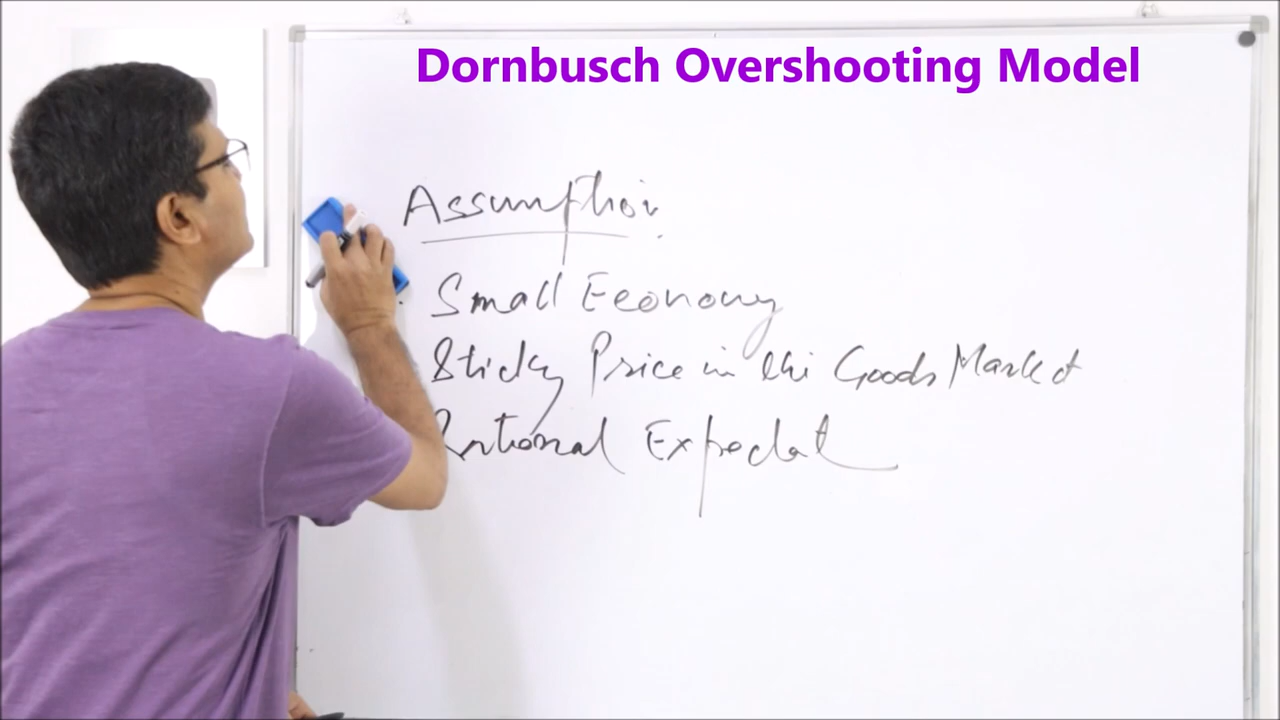 Dornbusch Overshooting Model
Assumption
Small Economy
Sticky Price in the Goods Market
Rational Expectat